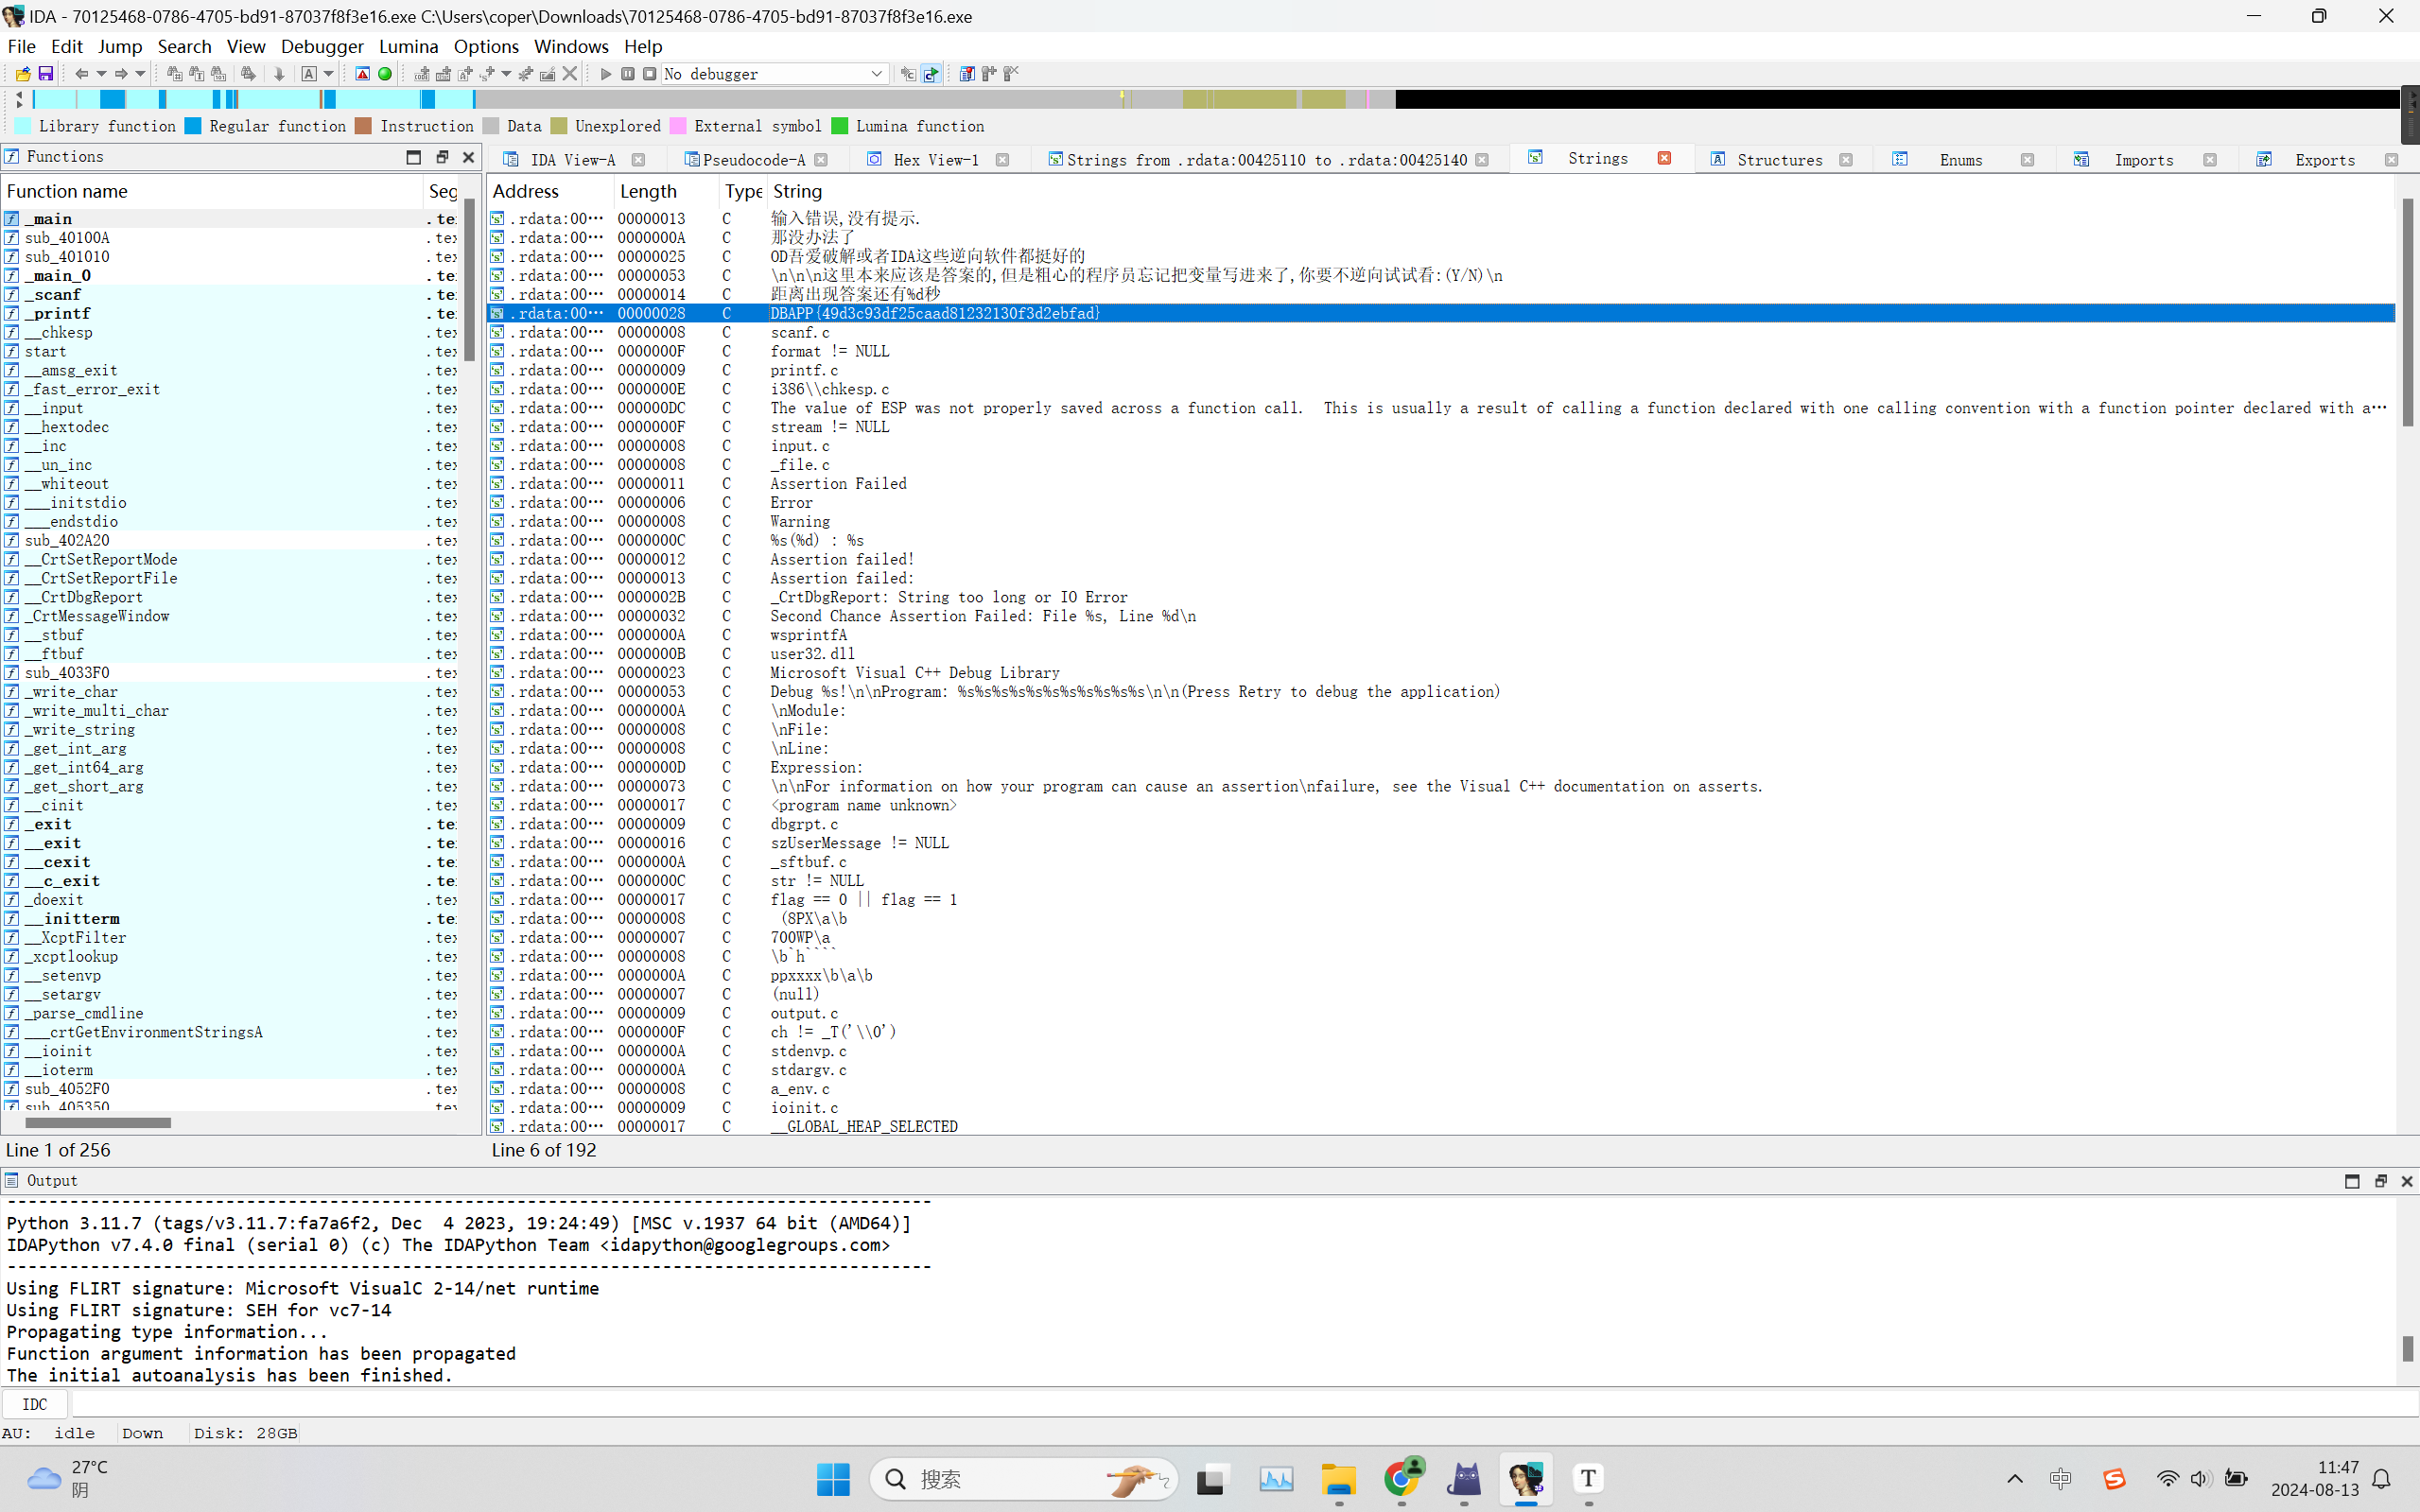 IDA - 70125468-0786-4705-bd91-87037f8f3e16.exe C:\Users\coper\Downloads\70125468-0786-4705-bd91-87037f8f3e16.exe
File Edit Jump Search View Debugger Lumina Options Windows Help
No debugger
Library function Regular function Instruction Data Unexplored External symbol Lumina function
Functions
IDA View-A Pseudocode-A Hex View-1 Strings from .rdata:00425110 to .rdata:00425140 Strings Structures Enums Imports Exports
Function name Seg
_main .te
sub_40100A .tex
sub_401010 .tex
_main_0 .te
_scanf .te
_printf .te
__chkesp .tex
start .tex
__amsg_exit .tex
_fast_error_exit .tex
__input .tex
__hextodec .tex
__inc .tex
__un_inc .tex
__whiteout .tex
___initstdio .tex
___endstdio .tex
sub_402A20 .tex
__CrtSetReportMode .tex
__CrtSetReportFile .tex
__CrtDbgReport .tex
_CrtMessageWindow .tex
__stbuf .tex
__ftbuf .tex
sub_4033F0 .tex
_write_char .tex
_write_multi_char .tex
_write_string .tex
_get_int_arg .tex
_get_int64_arg .tex
_get_short_arg .tex
__cinit .tex
_exit .te
__exit .te
__cexit .te
__c_exit .te
_doexit .tex
__initterm .te
__XcptFilter .tex
_xcptlookup .tex
__setenvp .tex
__setargv .tex
_parse_cmdline .tex
___crtGetEnvironmentStringsA .tex
__ioinit .tex
__ioterm .tex
sub_4052F0 .tex
sub_405350 .tex
Line 1 of 256
Address Length Type String
.rdata:00… 00000013 C 输入错误,没有提示.
.rdata:00… 0000000A C 那没办法了
.rdata:00… 00000025 C OD吾爱破解或者IDA这些逆向软件都挺好的
.rdata:00… 00000053 C \n\n\n这里本来应该是答案的,但是粗心的程序员忘记把变量写进来了,你要不逆向试试看:(Y/N)\n
.rdata:00… 00000014 C 距离出现答案还有%d秒
.rdata:00… 00000028 C DBAPP{49d3c93df25caad81232130f3d2ebfad}
.rdata:00… 00000008 C scanf.c
.rdata:00… 0000000F C format != NULL
.rdata:00… 00000009 C printf.c
.rdata:00… 0000000E C i386\\chkesp.c
.rdata:00… 000000DC C The value of ESP was not properly saved across a function call.  This is usually a result of calling a function declared with one calling convention with a function pointer declared with a…
.rdata:00… 0000000F C stream != NULL
.rdata:00… 00000008 C input.c
.rdata:00… 00000008 C _file.c
.rdata:00… 00000011 C Assertion Failed
.rdata:00… 00000006 C Error
.rdata:00… 00000008 C Warning
.rdata:00… 0000000C C %s(%d) : %s
.rdata:00… 00000012 C Assertion failed!
.rdata:00… 00000013 C Assertion failed:
.rdata:00… 0000002B C _CrtDbgReport: String too long or IO Error
.rdata:00… 00000032 C Second Chance Assertion Failed: File %s, Line %d\n
.rdata:00… 0000000A C wsprintfA
.rdata:00… 0000000B C user32.dll
.rdata:00… 00000023 C Microsoft Visual C++ Debug Library
.rdata:00… 00000053 C Debug %s!\n\nProgram: %s%s%s%s%s%s%s%s%s%s%s\n\n(Press Retry to debug the application)
.rdata:00… 0000000A C \nModule:
.rdata:00… 00000008 C \nFile:
.rdata:00… 00000008 C \nLine:
.rdata:00… 0000000D C Expression:
.rdata:00… 00000073 C \n\nFor information on how your program can cause an assertion\nfailure, see the Visual C++ documentation on asserts.
.rdata:00… 00000017 C <program name unknown>
.rdata:00… 00000009 C dbgrpt.c
.rdata:00… 00000016 C szUserMessage != NULL
.rdata:00… 0000000A C _sftbuf.c
.rdata:00… 0000000C C str != NULL
.rdata:00… 00000017 C flag == 0 || flag == 1
.rdata:00… 00000008 C (8PX\a\b
.rdata:00… 00000007 C 700WP\a
.rdata:00… 00000008 C \b`h````
.rdata:00… 0000000A C ppxxxx\b\a\b
.rdata:00… 00000007 C (null)
.rdata:00… 00000009 C output.c
.rdata:00… 0000000F C ch != _T('\\0')
.rdata:00… 0000000A C stdenvp.c
.rdata:00… 0000000A C stdargv.c
.rdata:00… 00000008 C a_env.c
.rdata:00… 00000009 C ioinit.c
.rdata:00… 00000017 C __GLOBAL_HEAP_SELECTED
Line 6 of 192
Output
Python 3.11.7 (tags/v3.11.7:fa7a6f2, Dec  4 2023, 19:24:49) [MSC v.1937 64 bit (AMD64)]
IDAPython v7.4.0 final (serial 0) (c) The IDAPython Team <idapython@googlegroups.com>
Using FLIRT signature: Microsoft VisualC 2-14/net runtime
Using FLIRT signature: SEH for vc7-14
Propagating type information...
Function argument information has been propagated
The initial autoanalysis has been finished.
IDC
AU: idle Down Disk: 28GB
27°C
阴
搜索
中
11:47
2024-08-13